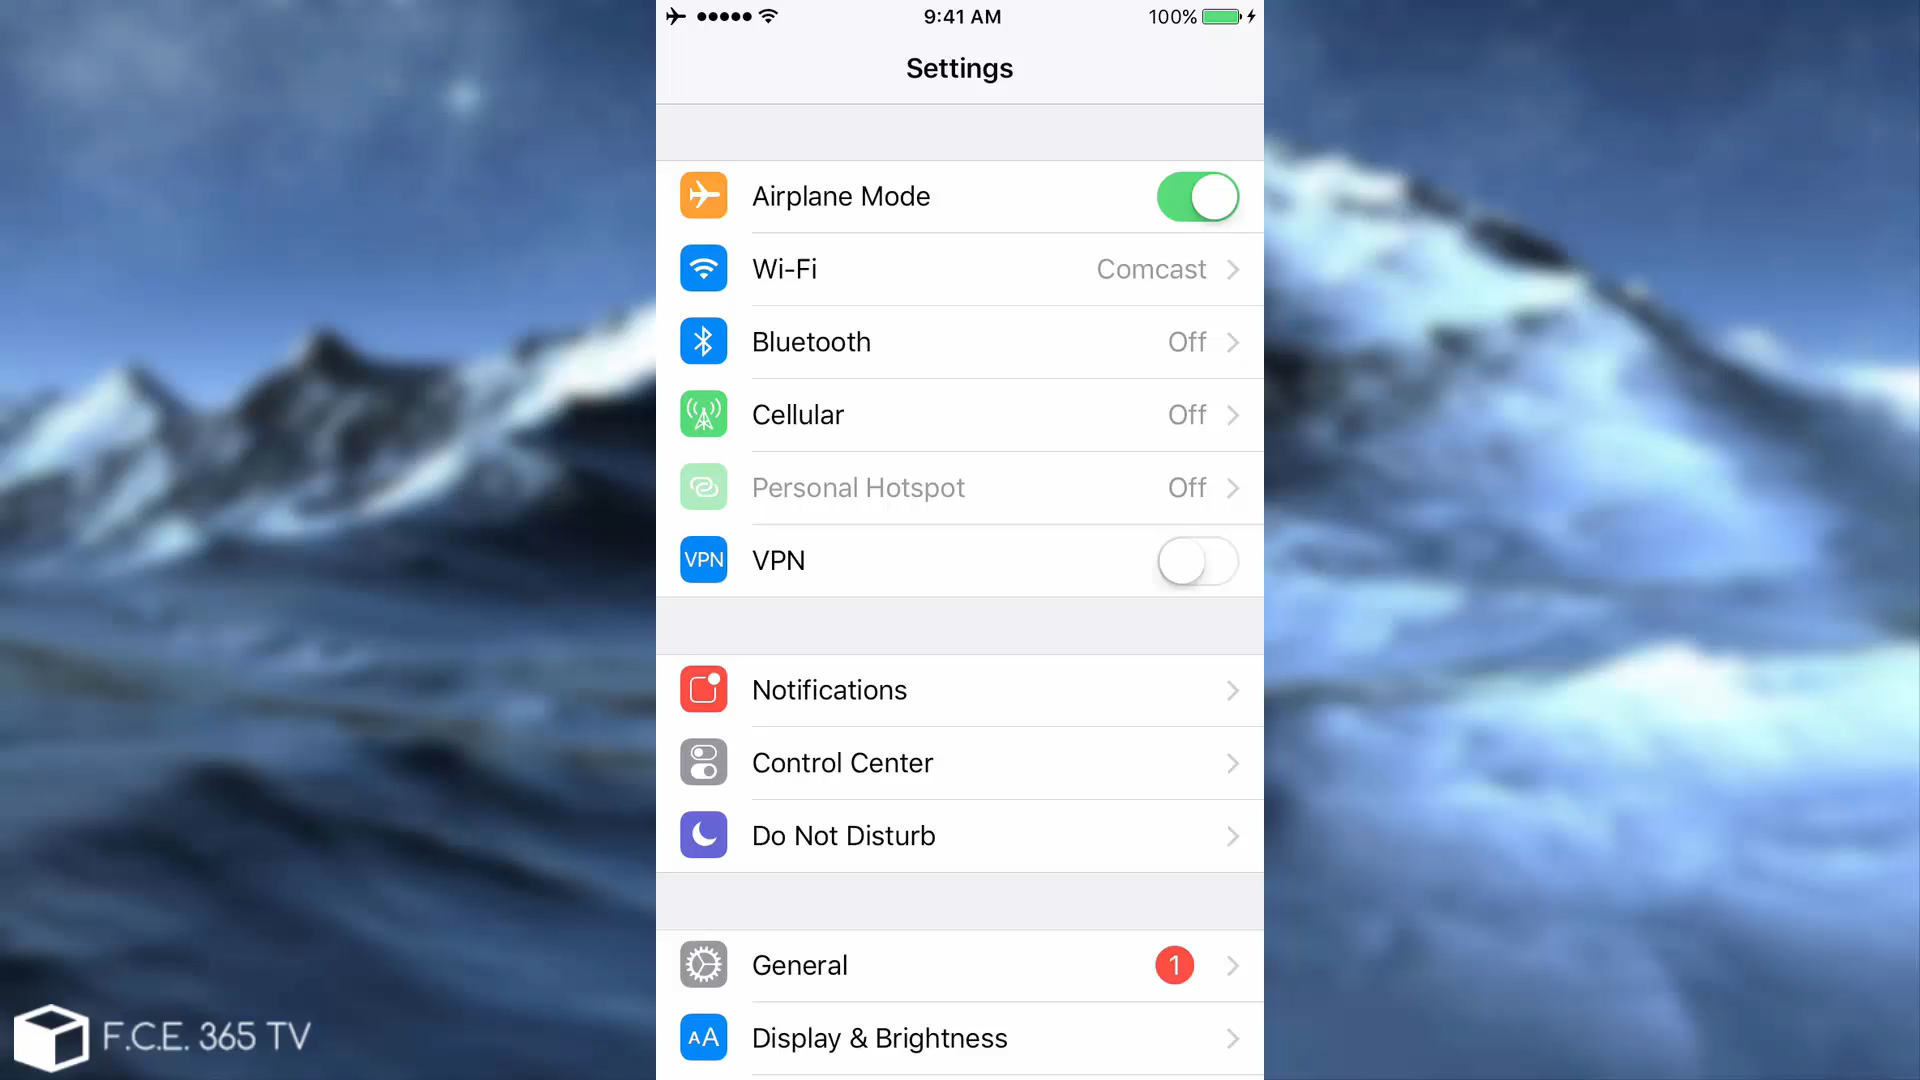 9:41 AM 100%
Settings
Airplane Mode
Wi-Fi Comcast
Bluetooth Off
Cellular Off
Personal Hotspot Off
VPN VPN
Notifications
Control Center
Do Not Disturb
General 1
AA Display & Brightness
F.C.E. 365 TV